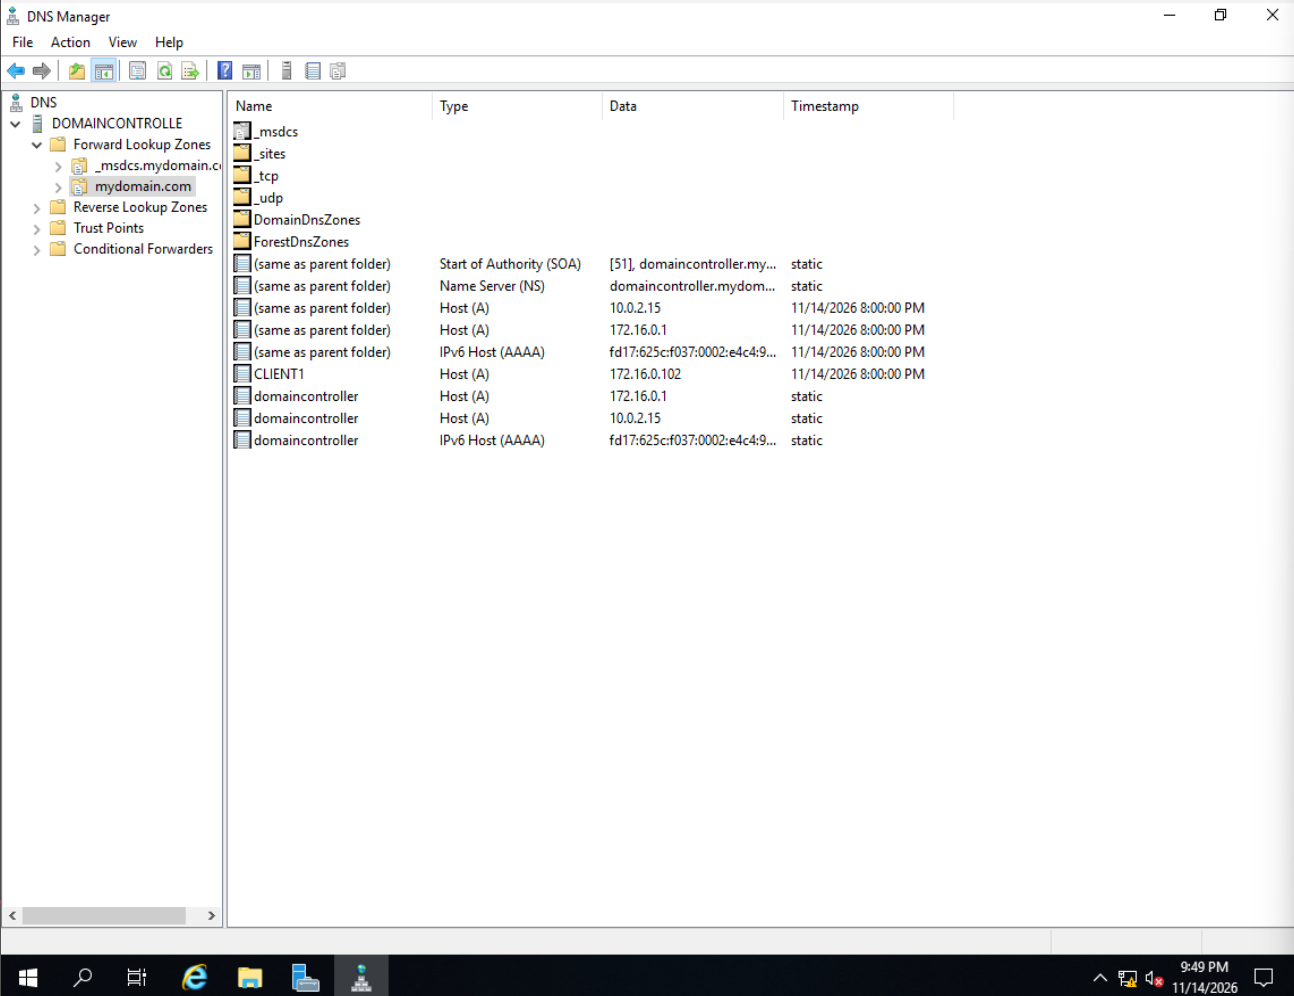 DNS Manager
File Action View Help
DNS
DOMAINCONTROLLE
Forward Lookup Zones
_msdcs.mydomain.c
mydomain.com
Reverse Lookup Zones
Trust Points
Conditional Forwarders
Name Type Data Timestamp
_msdcs
_sites
_tcp
_udp
DomainDnsZones
ForestDnsZones
(same as parent folder) Start of Authority (SOA) [51], domaincontroller.my... static
(same as parent folder) Name Server (NS) domaincontroller.mydom... static
(same as parent folder) Host (A) 10.0.2.15 11/14/2026 8:00:00 PM
(same as parent folder) Host (A) 172.16.0.1 11/14/2026 8:00:00 PM
(same as parent folder) IPv6 Host (AAAA) fd17:625c:f037:0002:e4c4:9... 11/14/2026 8:00:00 PM
CLIENT1 Host (A) 172.16.0.102 11/14/2026 8:00:00 PM
domaincontroller Host (A) 172.16.0.1 static
domaincontroller Host (A) 10.0.2.15 static
domaincontroller IPv6 Host (AAAA) fd17:625c:f037:0002:e4c4:9... static
9:49 PM
11/14/2026